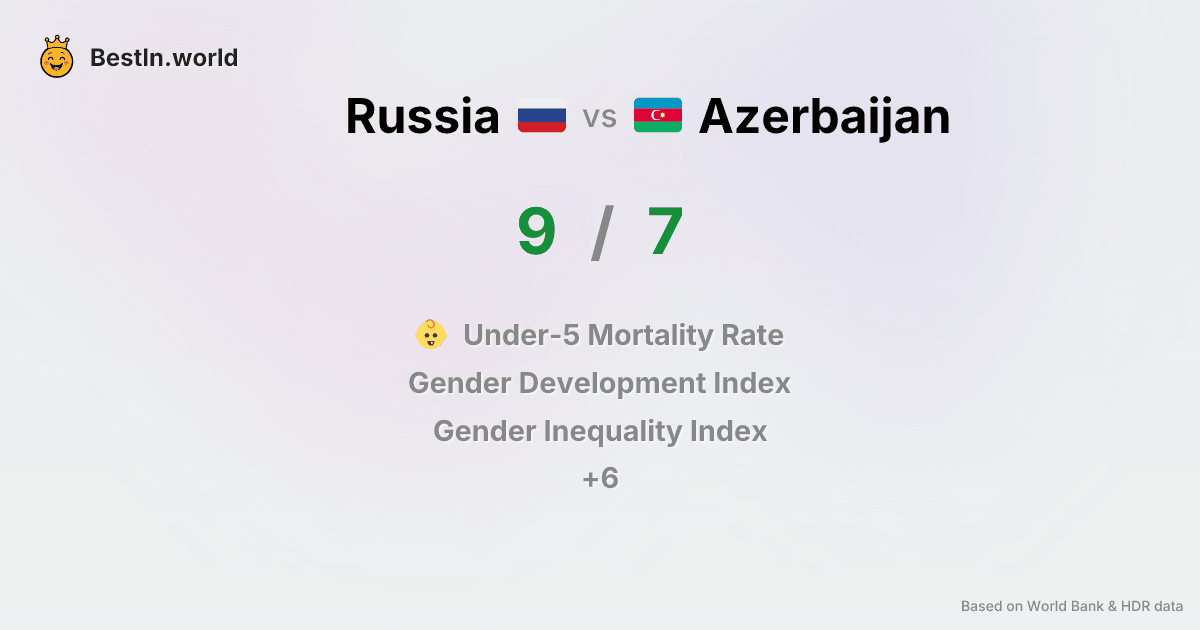 BestIn.world
Russia vs Azerbaijan
9 / 7
Under-5 Mortality Rate
Gender Development Index
Gender Inequality Index
+6
Based on World Bank & HDR data